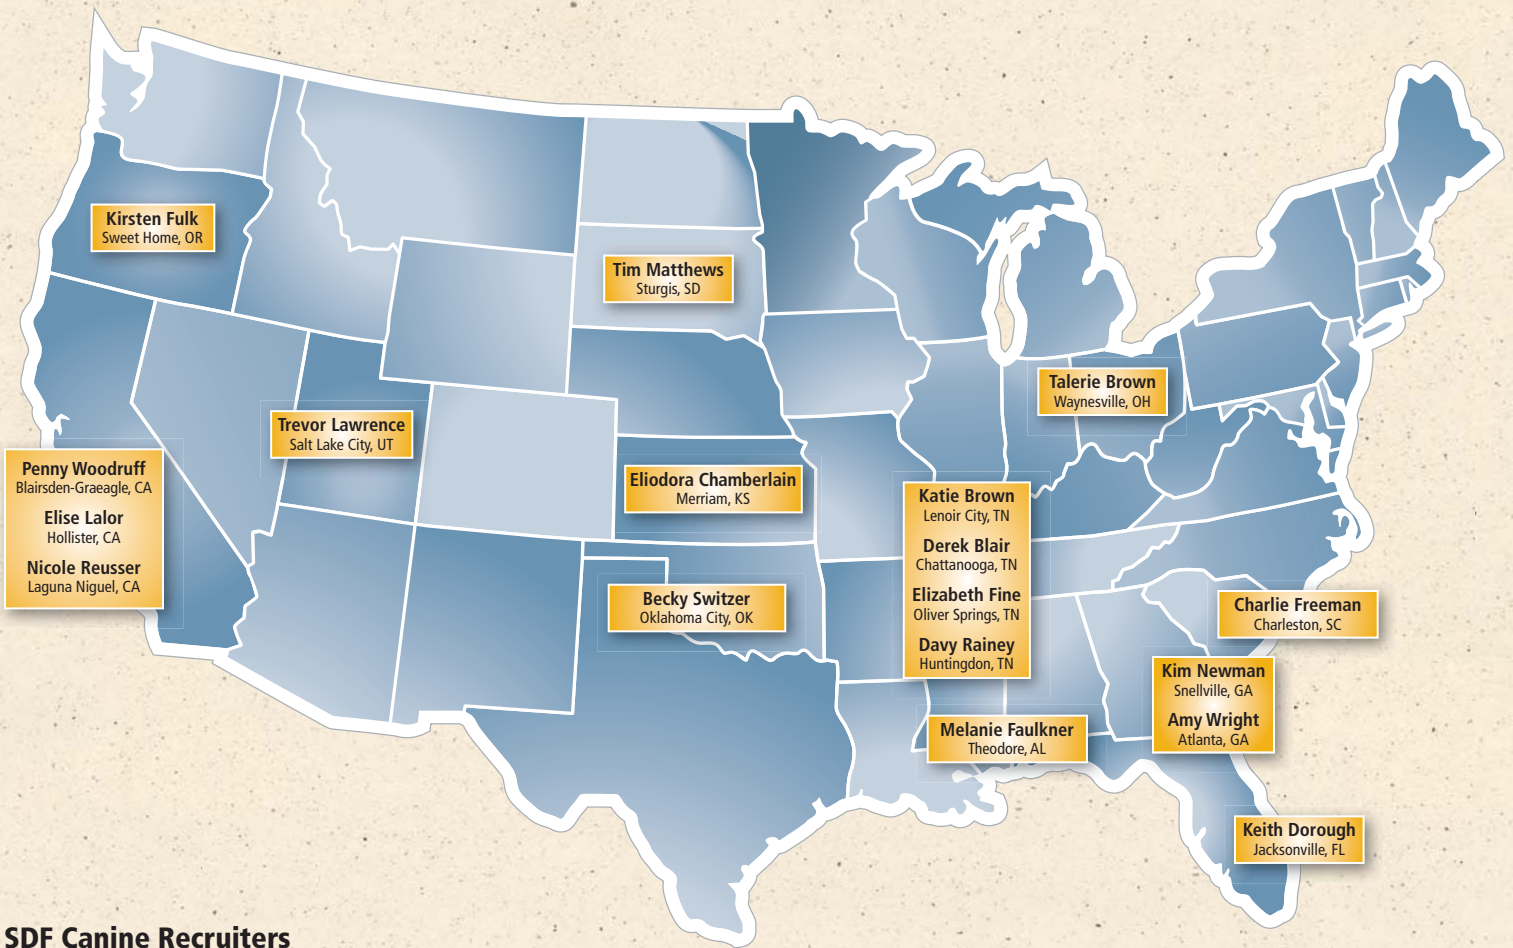 Kirsten Fulk
Sweet Home, OR
Tim Matthews
Sturgis, SD
Talerie Brown
Waynesville, OH
Trevor Lawrence
Salt Lake City, UT
Penny Woodruff
Blairsden-Graeagle, CA
Elise Lalor
Hollister, CA
Nicole Reusser
Laguna Niguel, CA
Eliodora Chamberlain
Merriam, KS
Katie Brown
Lenoir City, TN
Derek Blair
Chattanooga, TN
Elizabeth Fine
Oliver Springs, TN
Davy Rainey
Huntingdon, TN
Becky Switzer
Oklahoma City, OK
Charlie Freeman
Charleston, SC
Kim Newman
Snellville, GA
Amy Wright
Atlanta, GA
Melanie Faulkner
Theodore, AL
Keith Dorough
Jacksonville, FL
SDF Canine Recruiters